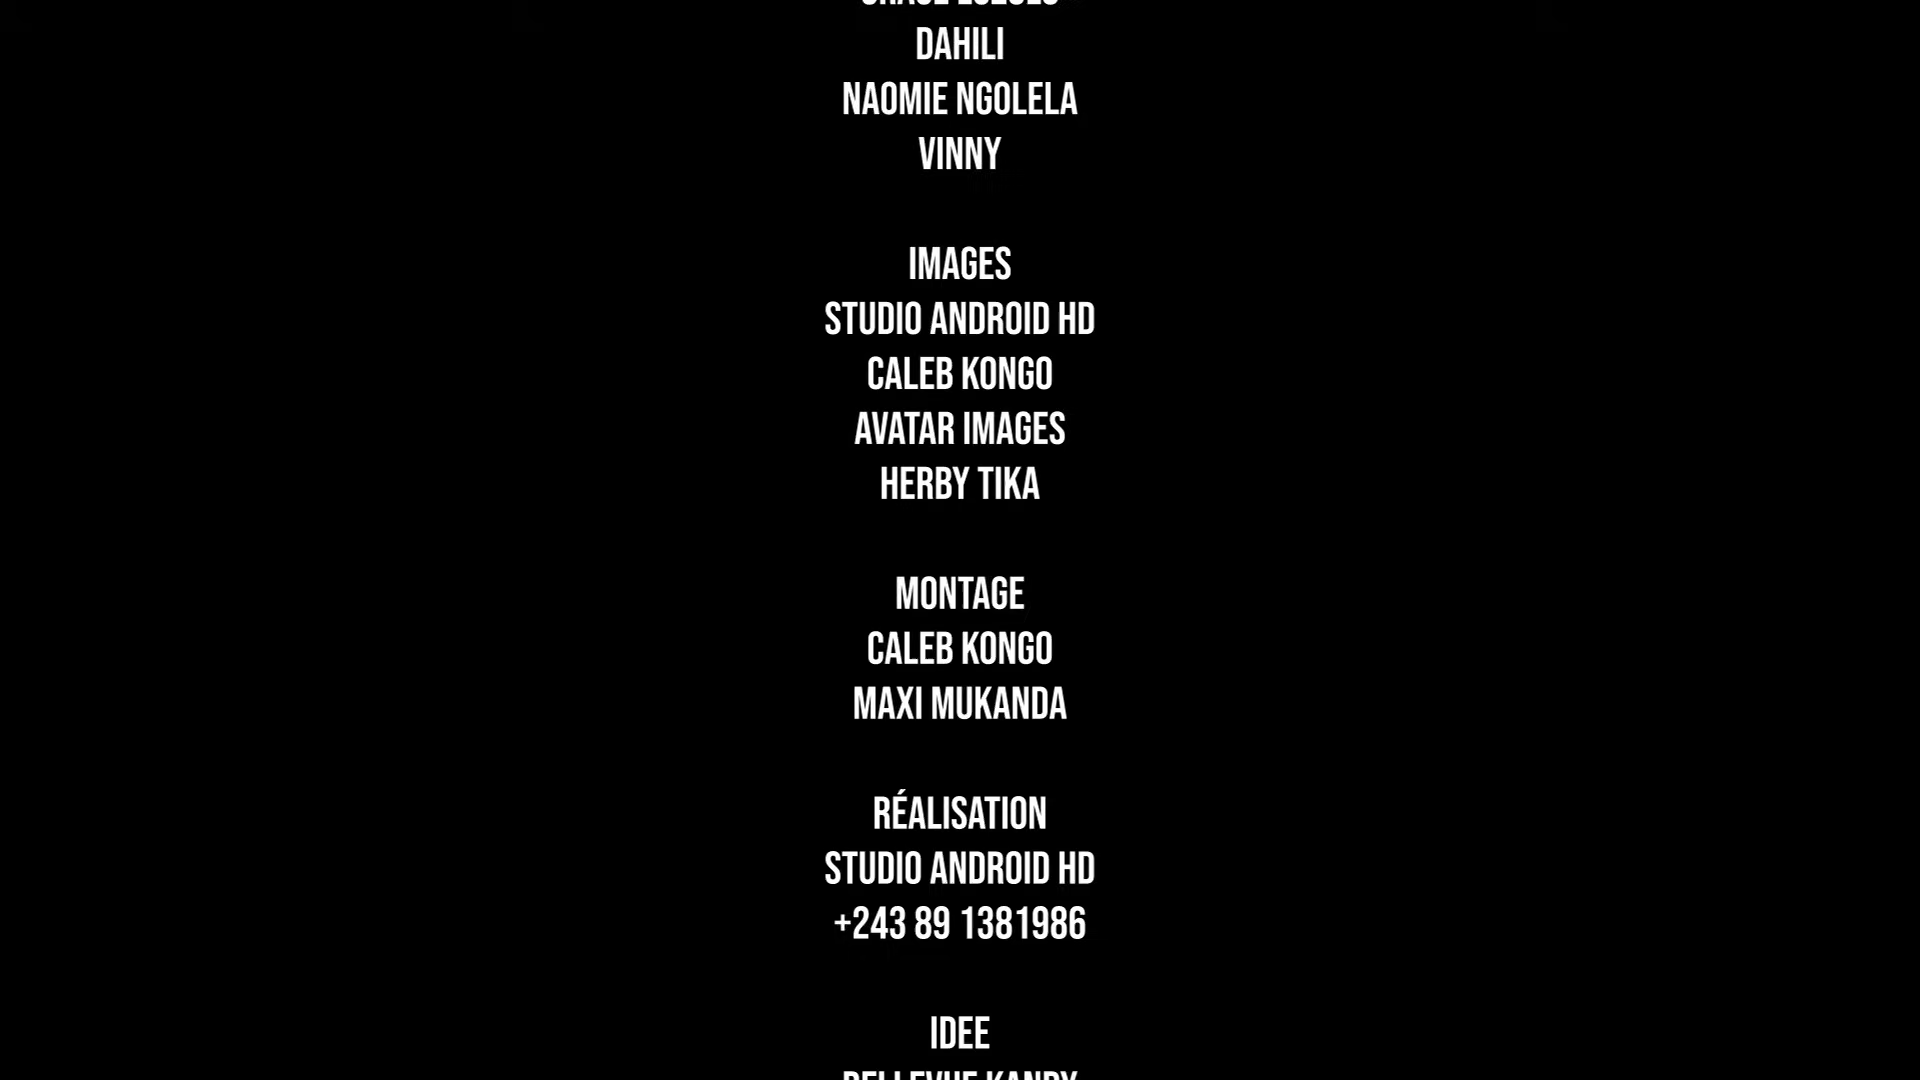 DAHILI
NAOMIE NGOLELA
VINNY
IMAGES
STUDIO ANDROID HD
CALEB KONGO
AVATAR IMAGES
HERBY TIKA
MONTAGE
CALEB KONGO
MAXI MUKANDA
RÉALISATION
STUDIO ANDROID HD
+243 89 1381986
IDEE